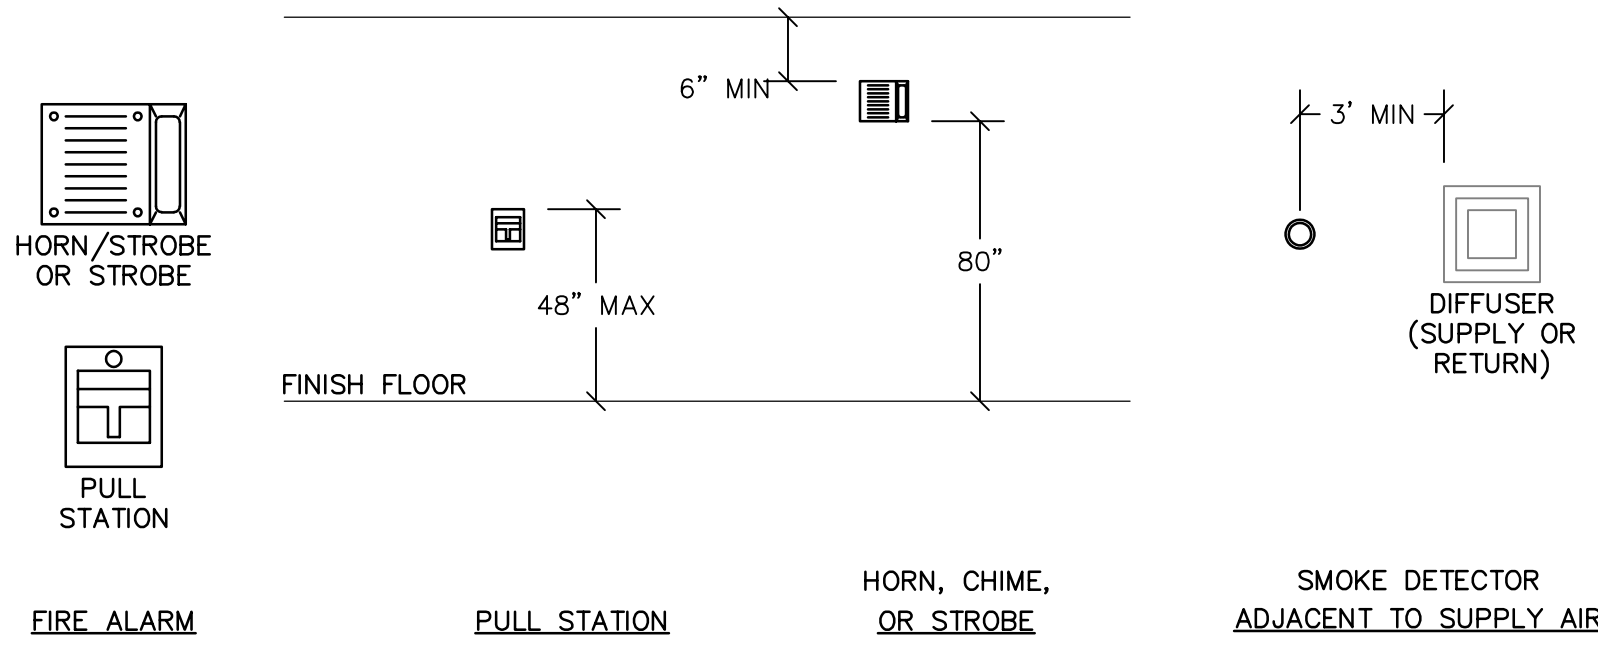 HORN/STROBE
OR STROBE
PULL
STATION
FIRE ALARM
6” MIN
48” MAX
80”
FINISH FLOOR
PULL STATION
HORN, CHIME,
OR STROBE
3’ MIN
DIFFUSER
(SUPPLY OR
RETURN)
SMOKE DETECTOR
ADJACENT TO SUPPLY AIR